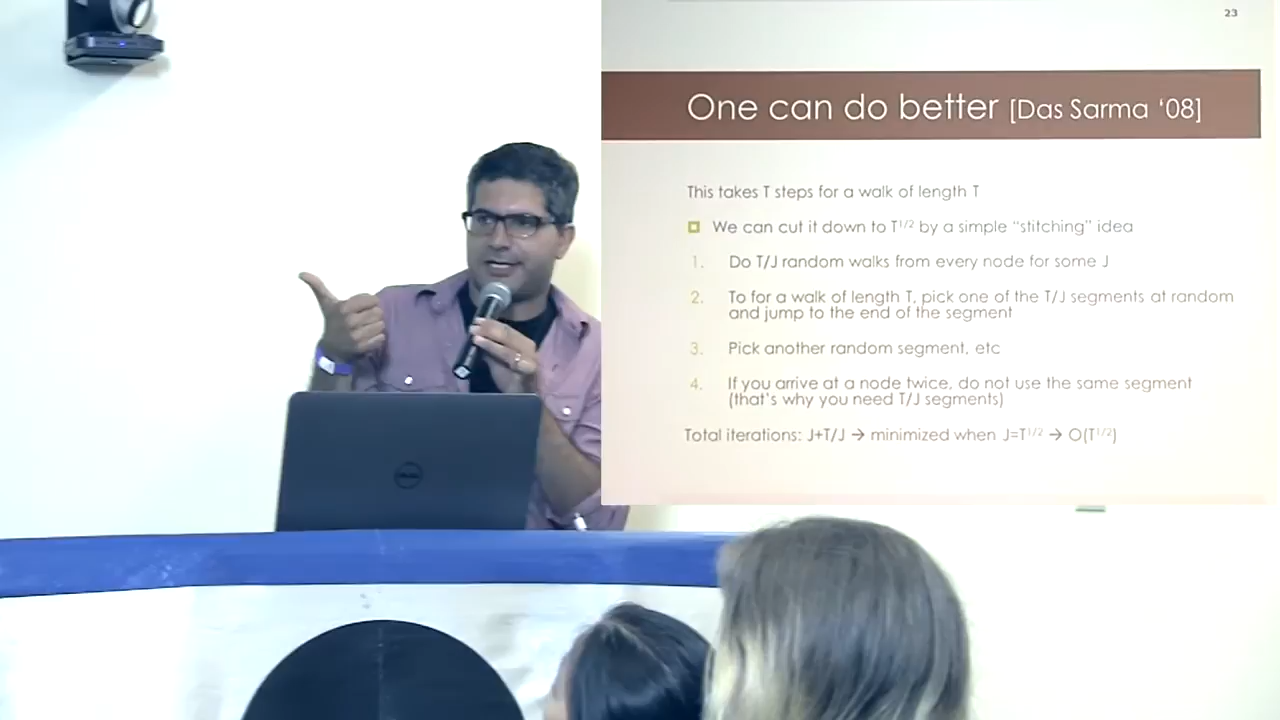 23
One can do better [Das Sarma ‘08]
This takes T steps for a walk of length T
We can cut it down to T^1/2 by a simple “stitching” idea
1. Do T/J random walks from every node for some J
2. To for a walk of length T, pick one of the T/J segments at random
and jump to the end of the segment
3. Pick another random segment, etc
4. If you arrive at a node twice, do not use the same segment
(that’s why you need T/J segments)
Total iterations: J+T/J → minimized when J=T^1/2 → O(T^1/2)
DELL